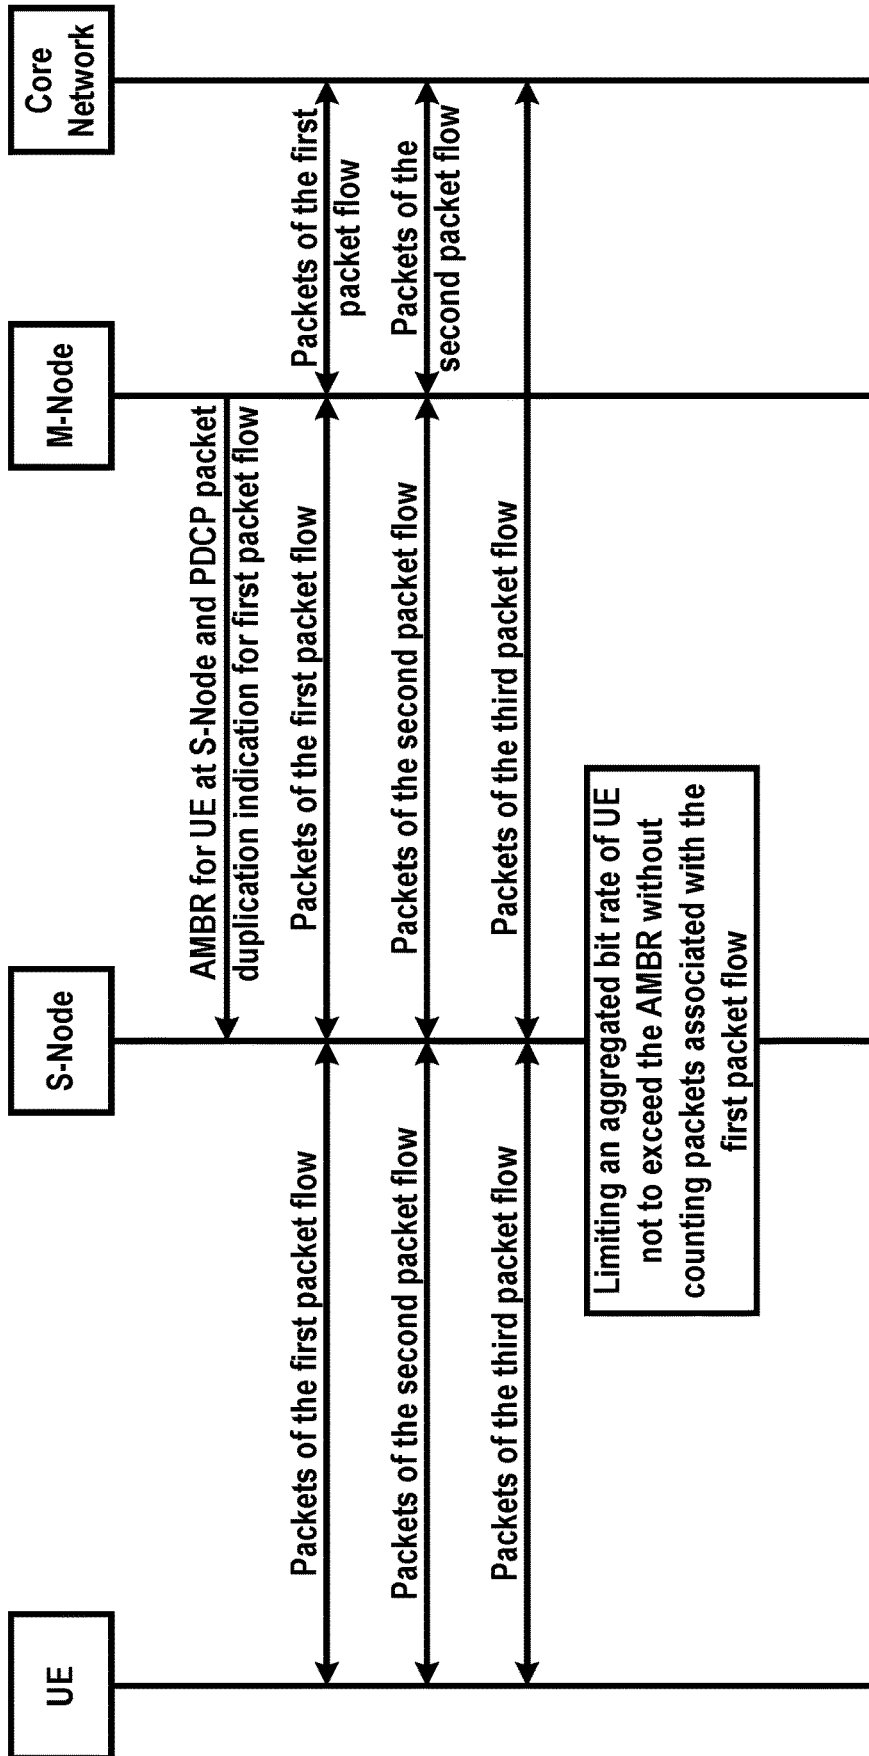 UE
S-Node
M-Node
Core
Network
AMBR for UE at S-Node and PDCP packet
duplication indication for first packet flow
Packets of the first packet flow
Packets of the first packet flow
Packets of the first
packet flow
Packets of the second packet flow
Packets of the second packet flow
Packets of the
second packet flow
Packets of the third packet flow
Packets of the third packet flow
Limiting an aggregated bit rate of UE
not to exceed the AMBR without
counting packets associated with the
first packet flow